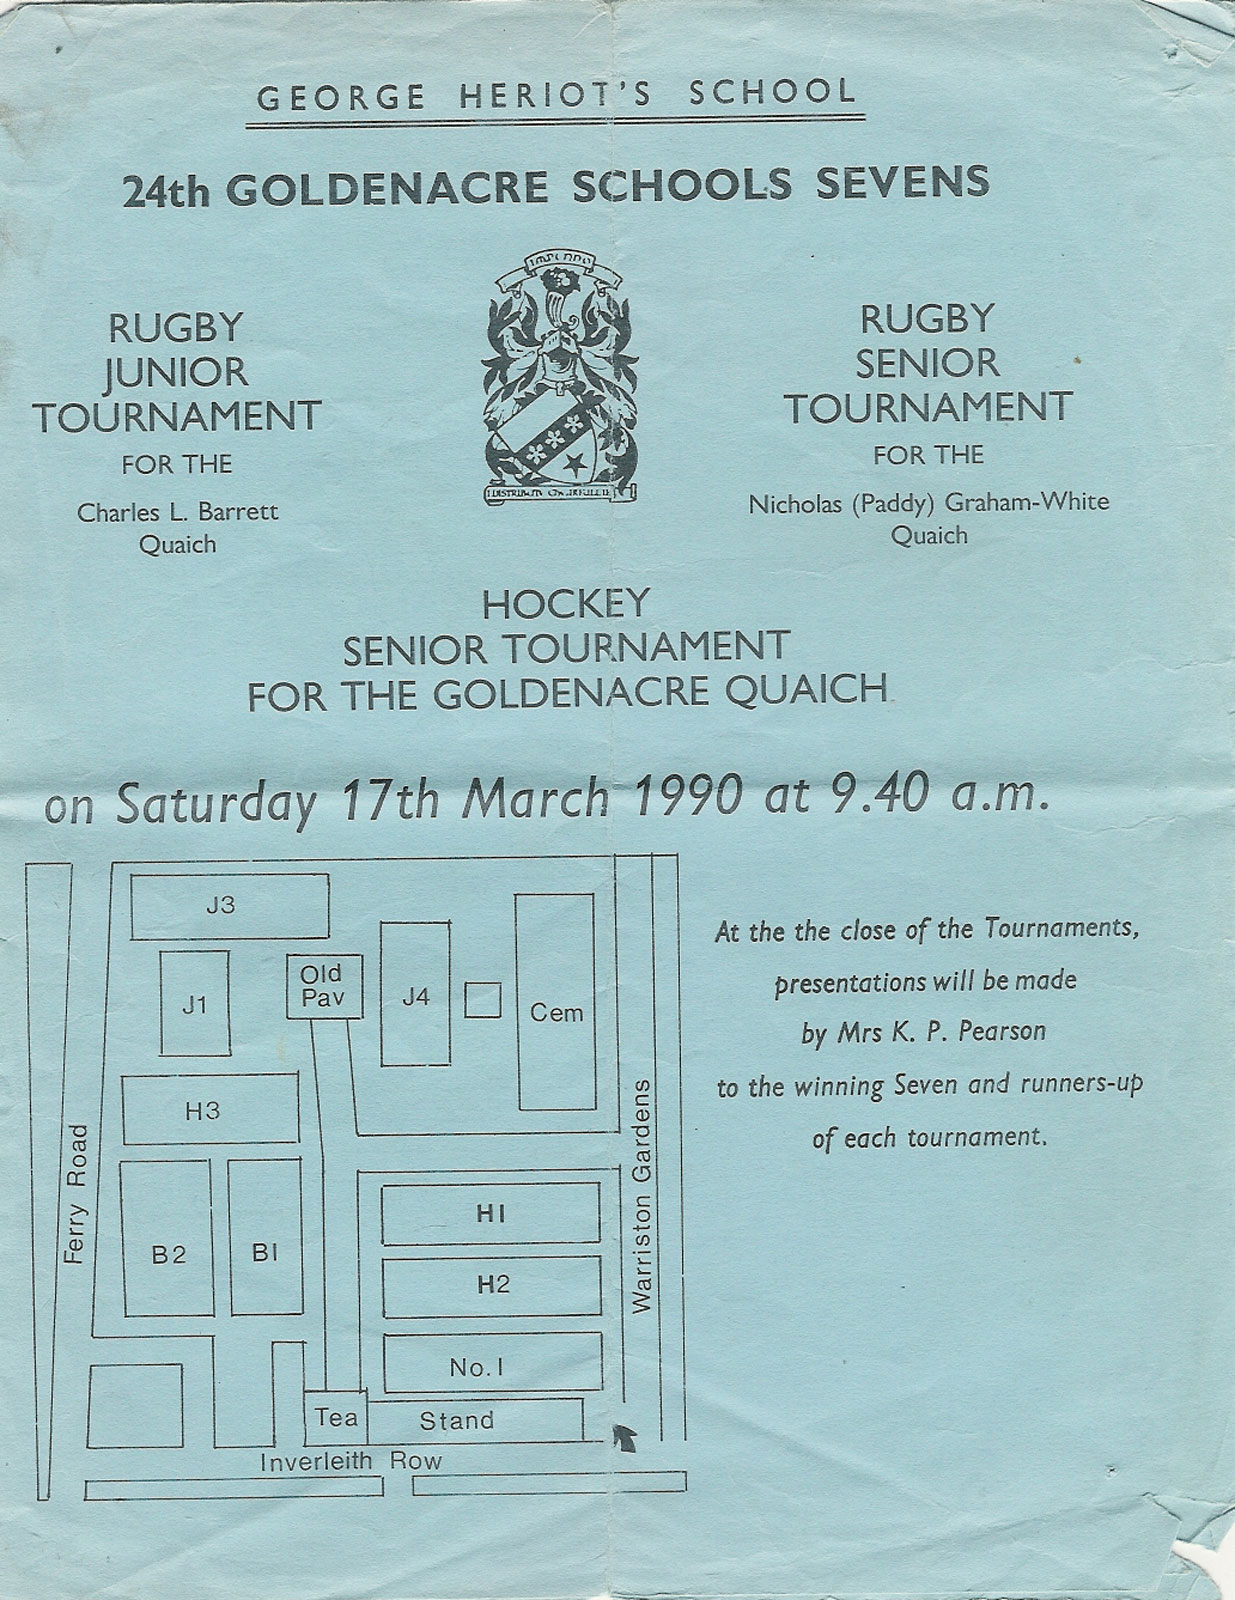 GEORGE HERIOT'S SCHOOL
24th GOLDENACRE SCHOOLS SEVENS
IMPENDO
RUGBY
JUNIOR
TOURNAMENT
FOR THE
Charles L. Barrett
Quaich
RUGBY
SENIOR
TOURNAMENT
FOR THE
Nicholas (Paddy) Graham-White
Quaich
I DISTRIBUTE CHEARFULLIE
HOCKEY
SENIOR TOURNAMENT
FOR THE GOLDENACRE QUAICH
on Saturday 17th March 1990 at 9.40 a.m.
J3
J1
Old
Pav
J4
Cem
H3
B2
B1
H1
H2
No. 1
Tea
Stand
Ferry Road
Warriston Gardens
Inverleith Row
At the the close of the Tournaments,
presentations will be made
by Mrs K. P. Pearson
to the winning Seven and runners-up
of each tournament.